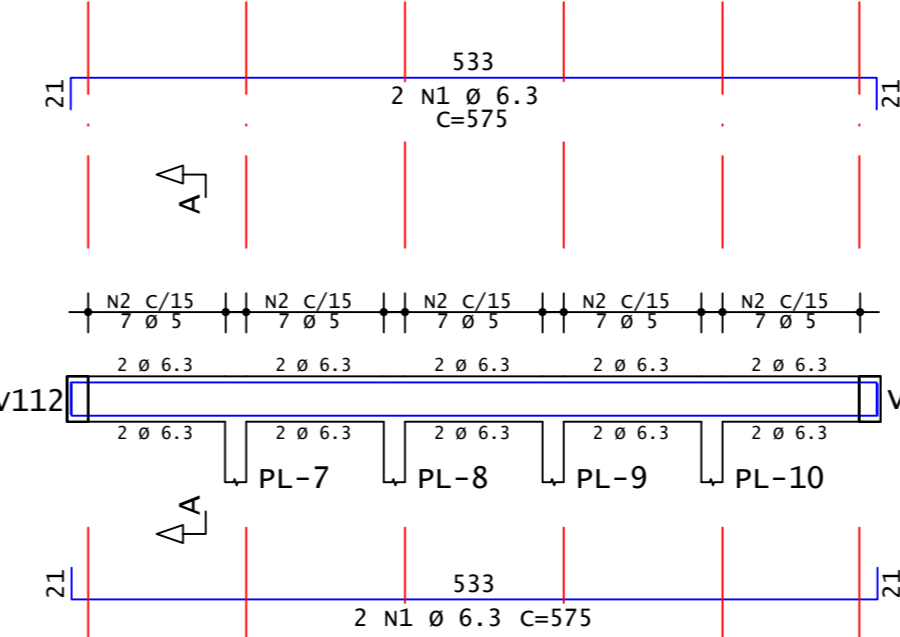 533
21
21
2 N1 Ø 6.3
C=575
A
N2 C/15 N2 C/15 N2 C/15 N2 C/15 N2 C/15
7 Ø 5 7 Ø 5 7 Ø 5 7 Ø 5 7 Ø 5
2 Ø 6.3 2 Ø 6.3 2 Ø 6.3 2 Ø 6.3 2 Ø 6.3
V112 V
2 Ø 6.3 2 Ø 6.3 2 Ø 6.3 2 Ø 6.3 2 Ø 6.3
PL-7 PL-8 PL-9 PL-10
A
533
21
21
2 N1 Ø 6.3 C=575